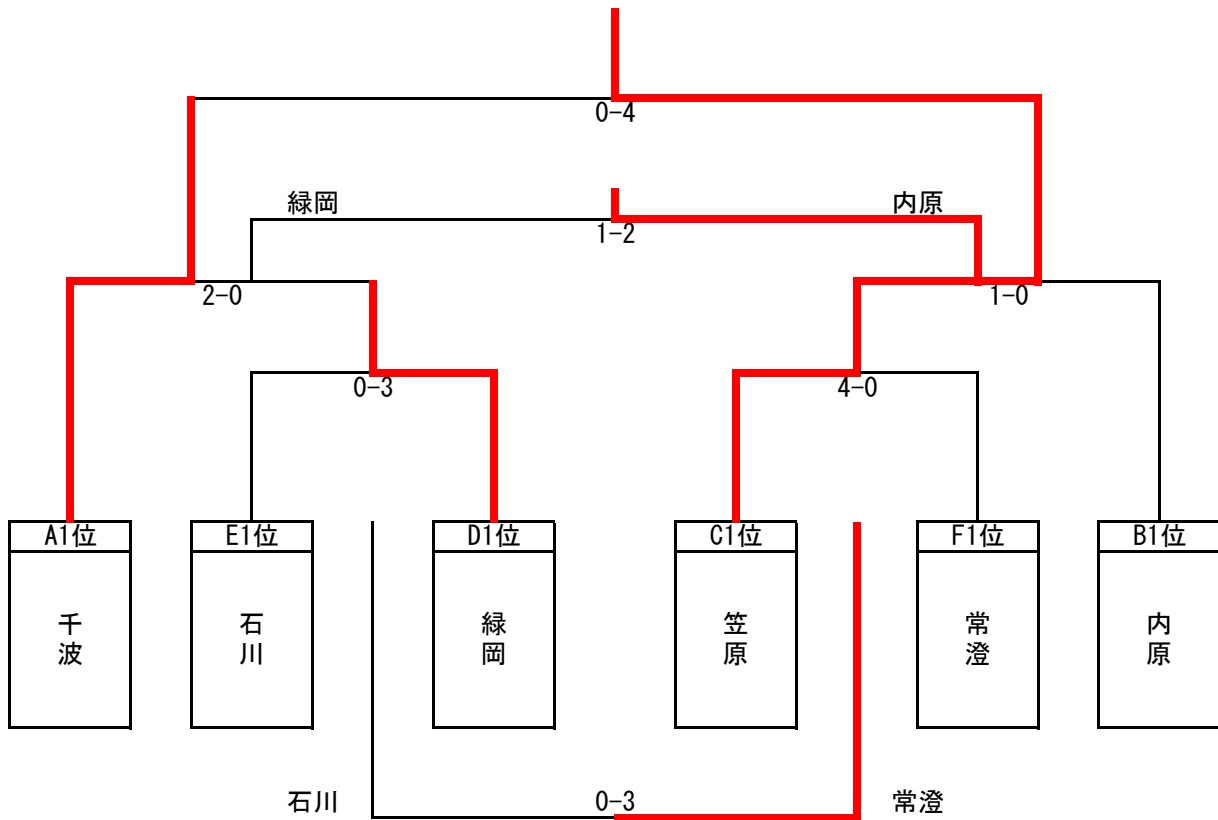 0-4
緑岡
内原
1-2
2-0
1-0
0-3
4-0
A1位
E1位
D1位
C1位
F1位
B1位
千波
石川
緑岡
笠原
常澄
内原
石川
0-3
常澄